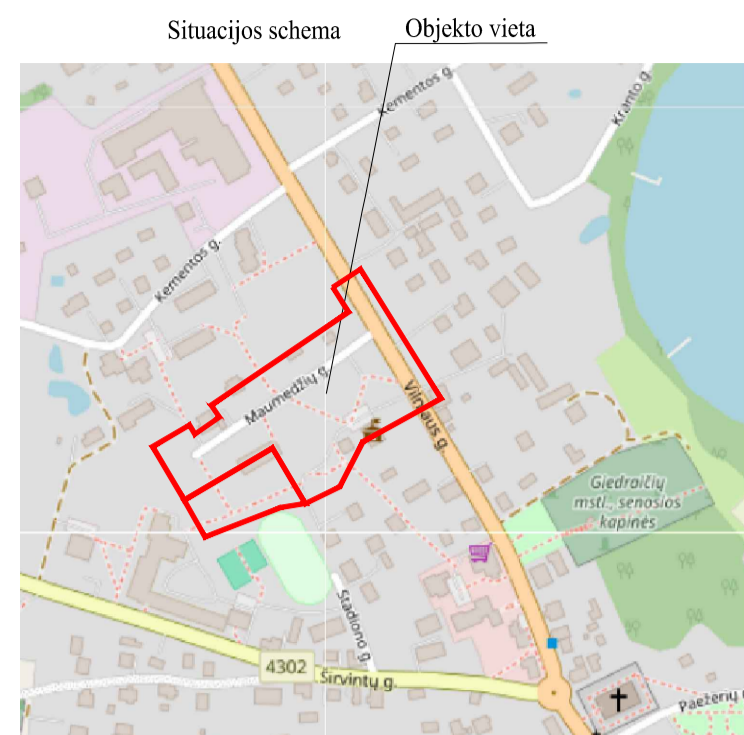 Situacijos schema
Objekto vieta
Kementos g.
Kranto g.
Kementos g.
Maumedžių g.
Vilniaus g.
Giedraičių
mstl., senosios
kapinės
Stadiono g.
4302
Širvintų g.
Paežerių g.